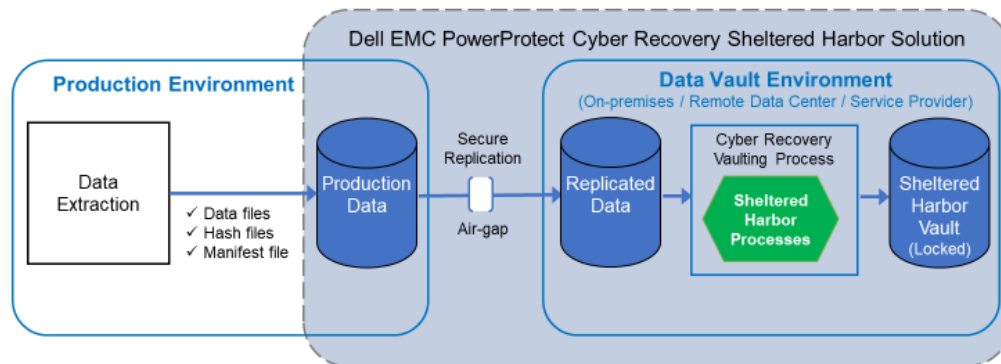 Dell EMC PowerProtect Cyber Recovery Sheltered Harbor Solution
Production Environment
Data
Extraction
✓ Data files
✓ Hash files
✓ Manifest file
Production
Data
Secure
Replication
Air-gap
Data Vault Environment
(On-premises / Remote Data Center / Service Provider)
Replicated
Data
Cyber Recovery
Vaulting Process
Sheltered
Harbor
Processes
Sheltered
Harbor
Vault
(Locked)